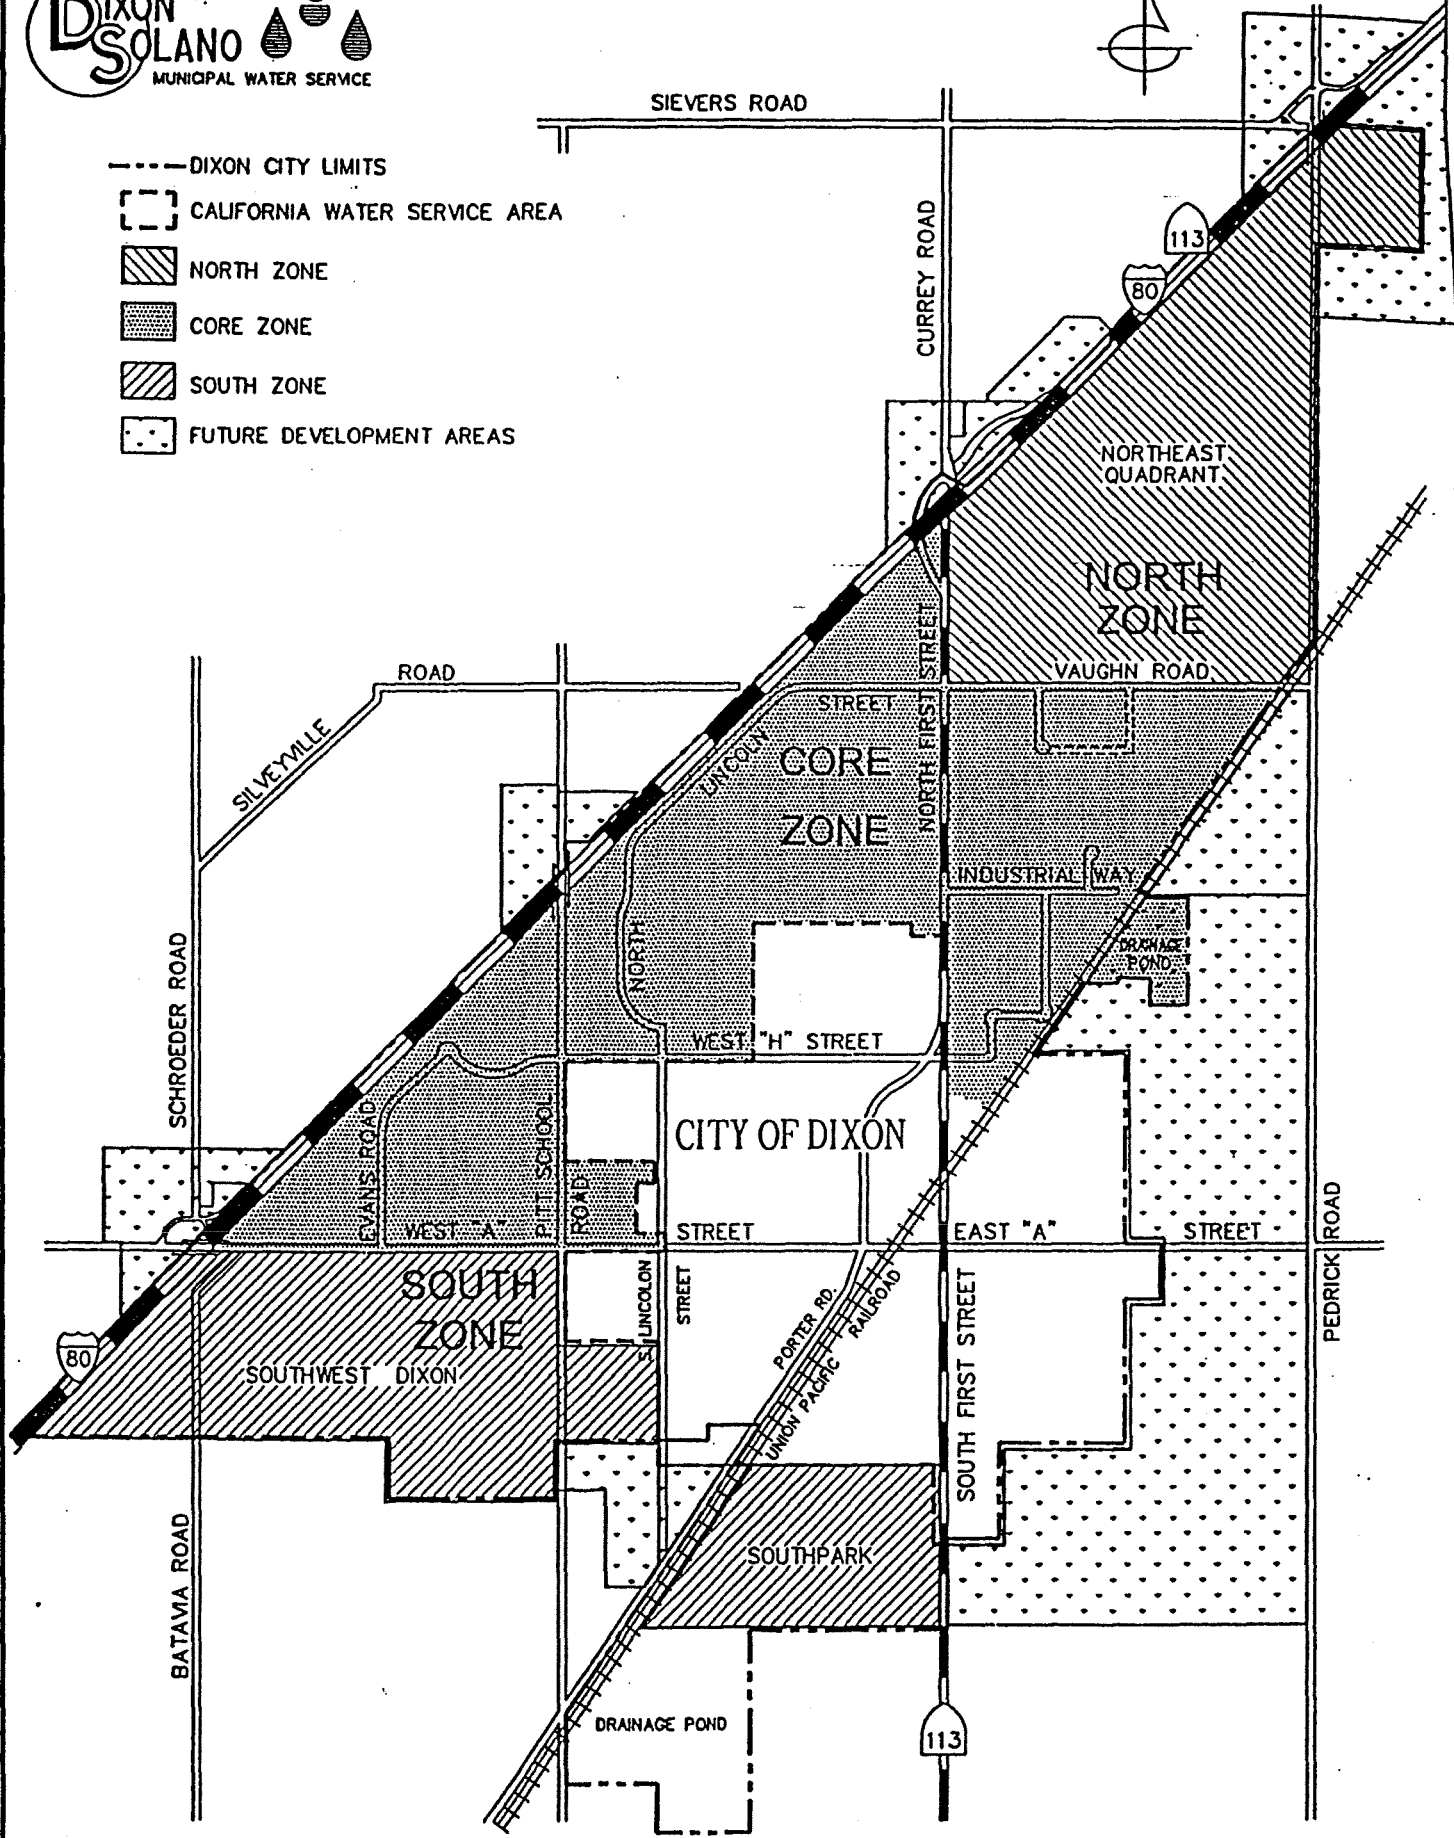 DIXON
SOLANO
MUNICIPAL WATER SERVICE
DIXON CITY LIMITS
CALIFORNIA WATER SERVICE AREA
NORTH ZONE
CORE ZONE
SOUTH ZONE
FUTURE DEVELOPMENT AREAS
SIEVERS ROAD
CURREY ROAD
113
80
NORTHEAST
QUADRANT
NORTH
ZONE
VAUGHN ROAD
ROAD
SILVEYVILLE
STREET
LINCOLN
NORTH
NORTH FIRST STREET
CORE
ZONE
INDUSTRIAL WAY
DRAINAGE
POND
SCHROEDER ROAD
WEST "H" STREET
CITY OF DIXON
EVANS ROAD
PITT SCHOOL
ROAD
WEST "A"
STREET
EAST "A"
STREET
PEDRICK ROAD
SOUTH
ZONE
S. LINCOLON
STREET
PORTER RD.
UNION PACIFIC RAILROAD
SOUTH FIRST STREET
80
SOUTHWEST DIXON
SOUTHPARK
BATAVIA ROAD
DRAINAGE POND
113